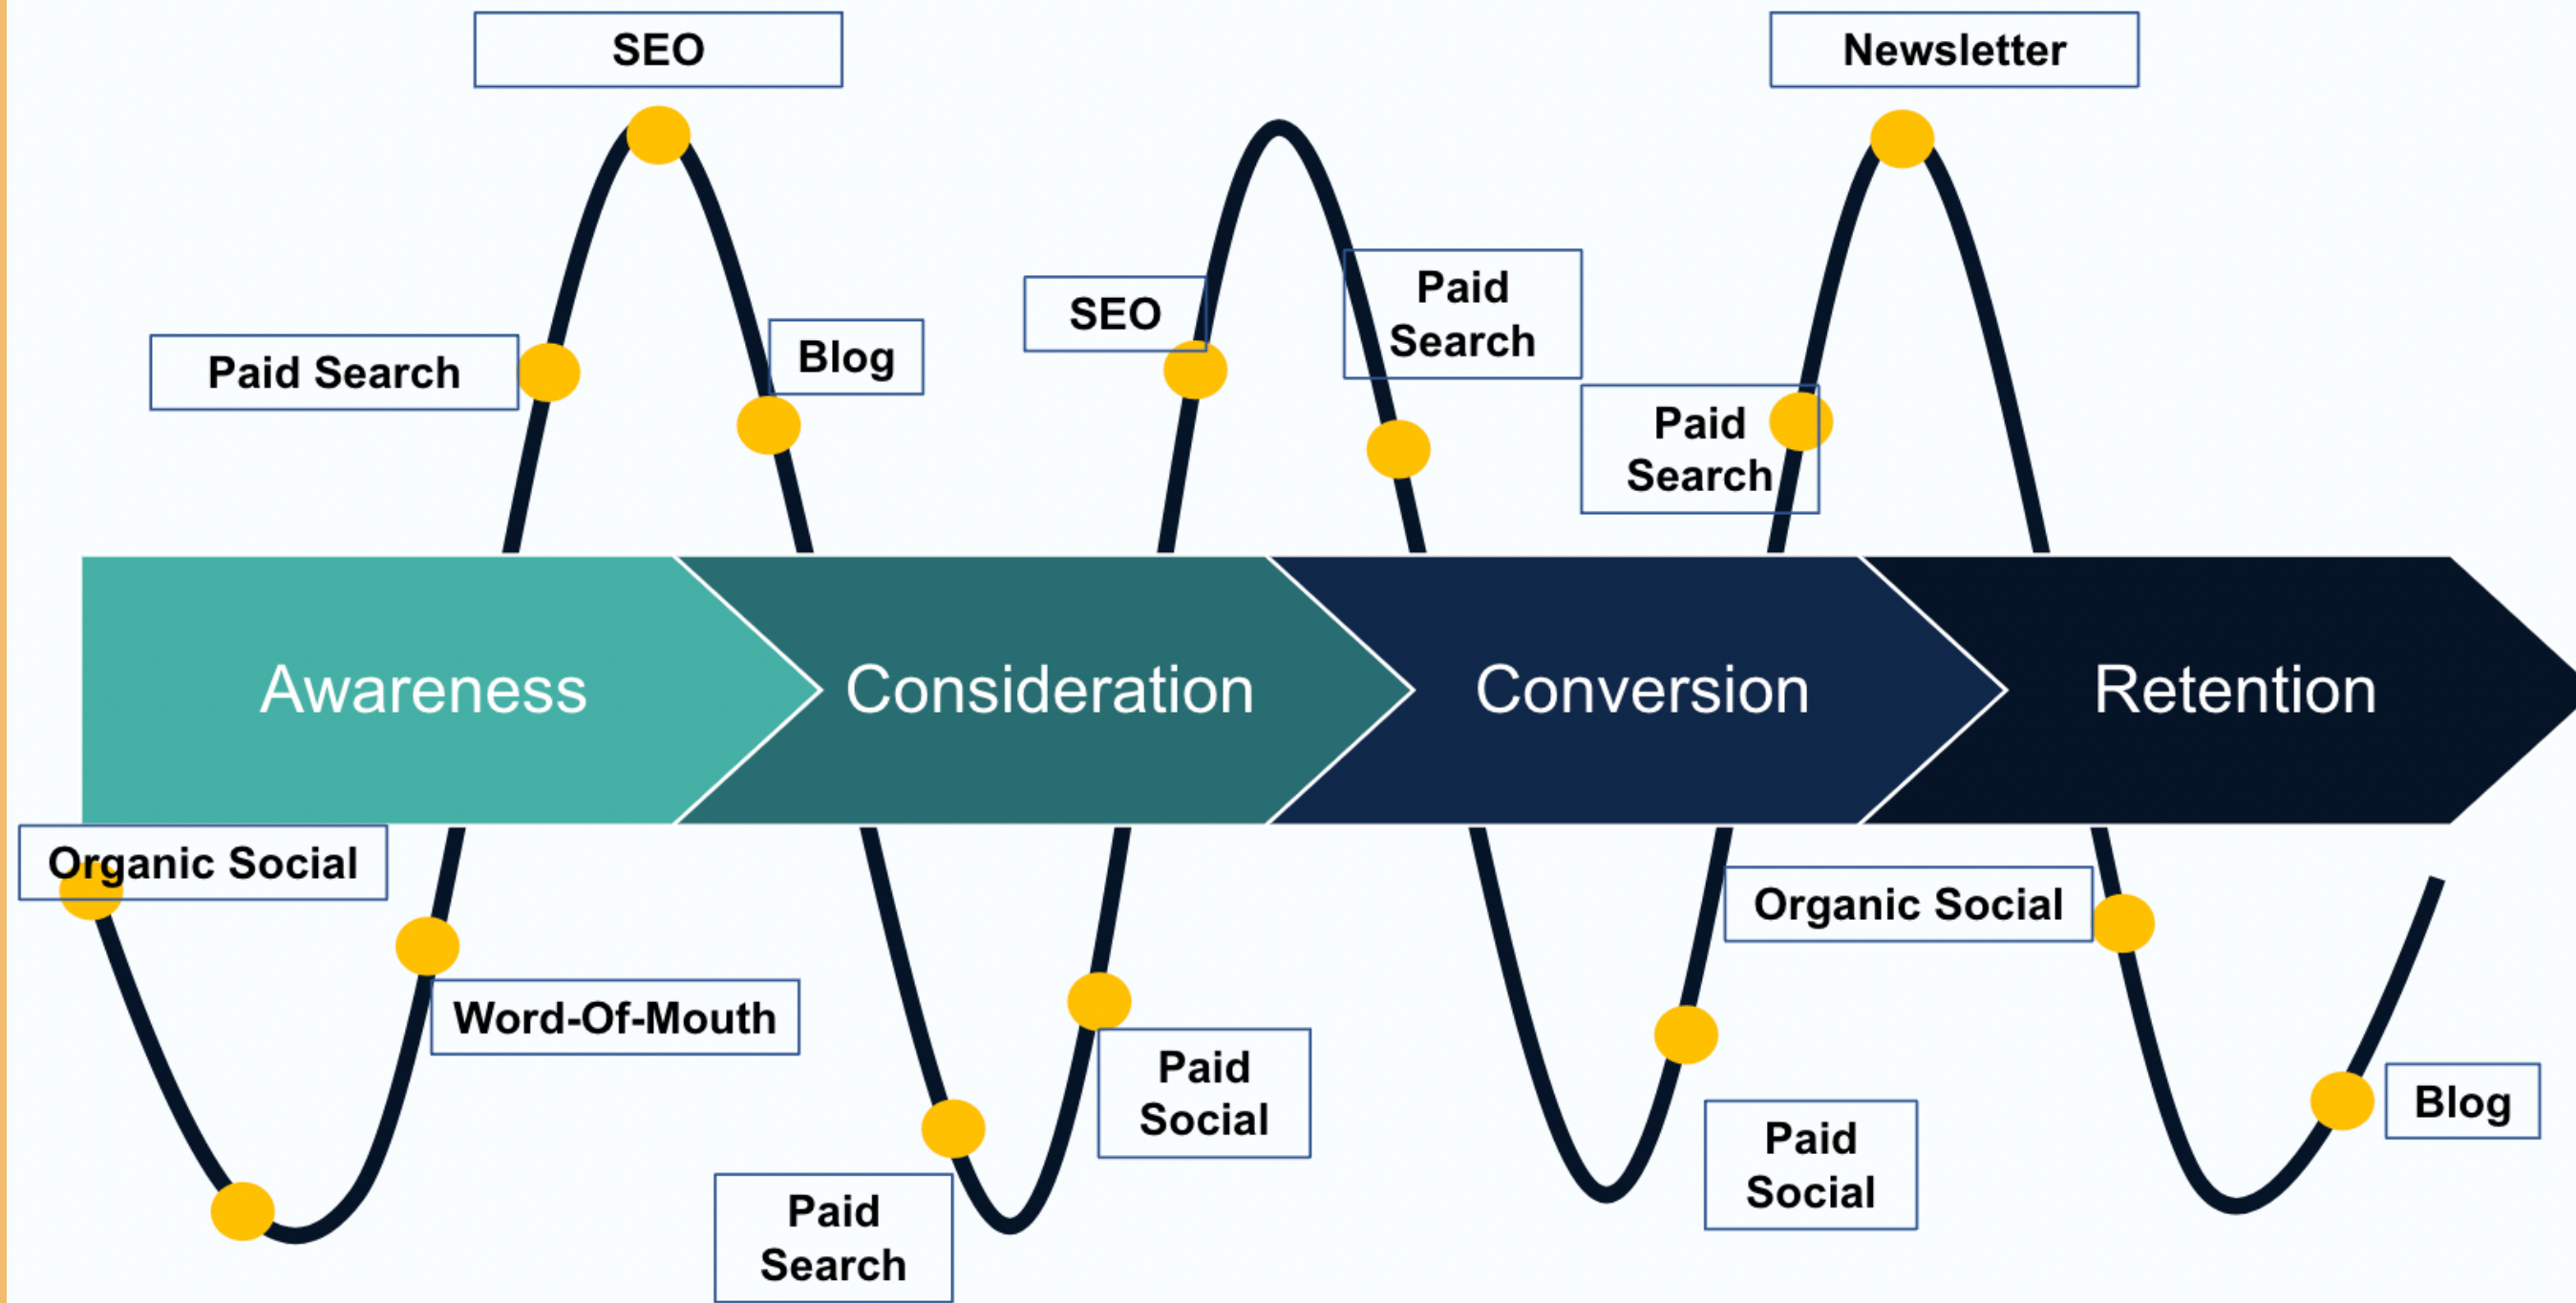 SEO
Newsletter
Paid Search
Blog
SEO
Paid
Search
Paid
Search
Awareness
Consideration
Conversion
Retention
Organic Social
Word-Of-Mouth
Paid
Search
Paid
Social
Organic Social
Paid
Social
Blog